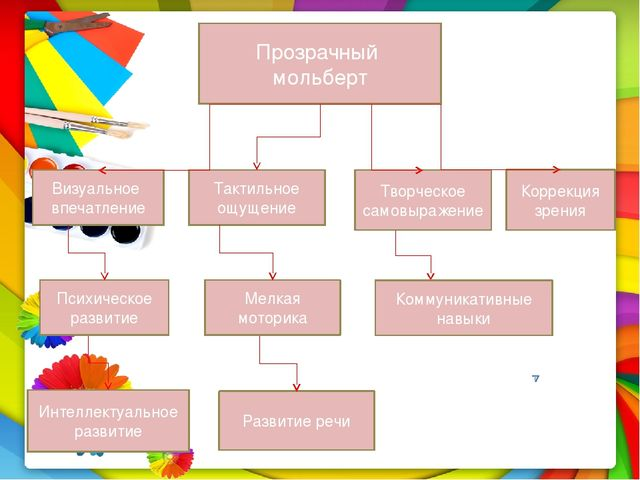 Прозрачный
мольберт
Визуальное
впечатление
Тактильное
ощущение
Творческое
самовыражение
Коррекция
зрения
Психическое
развитие
Мелкая
моторика
Коммуникативные
навыки
Интеллектуальное
развитие
Развитие речи